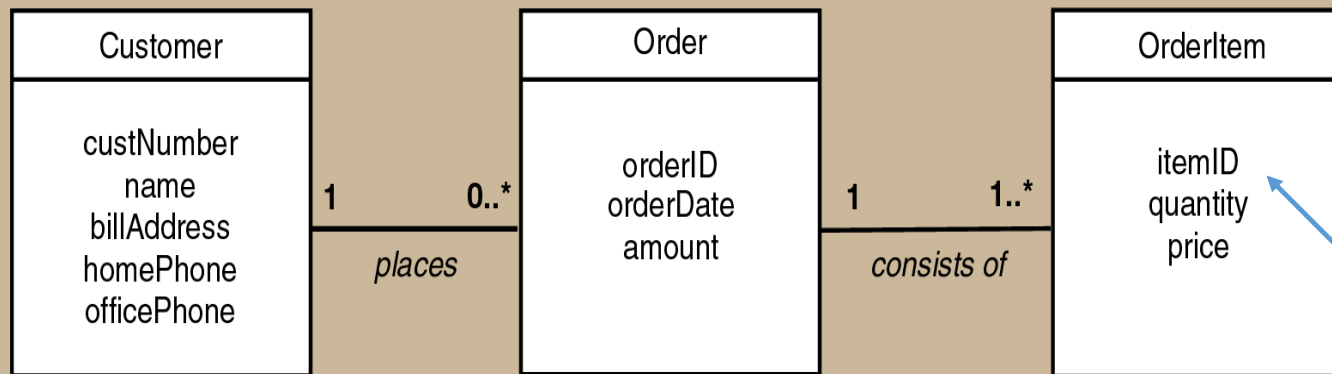 Customer
custNumber
name
billAddress
homePhone
officePhone
1
0..*
places
Order
orderID
orderDate
amount
1
1..*
consists of
OrderItem
itemID
quantity
price